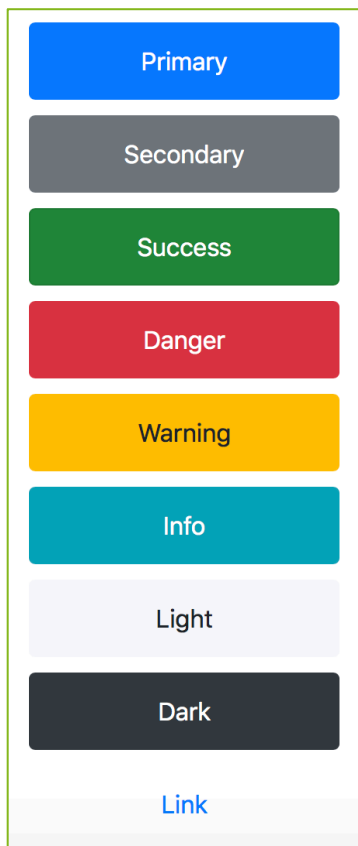 Primary
Secondary
Success
Danger
Warning
Info
Light
Dark
Link